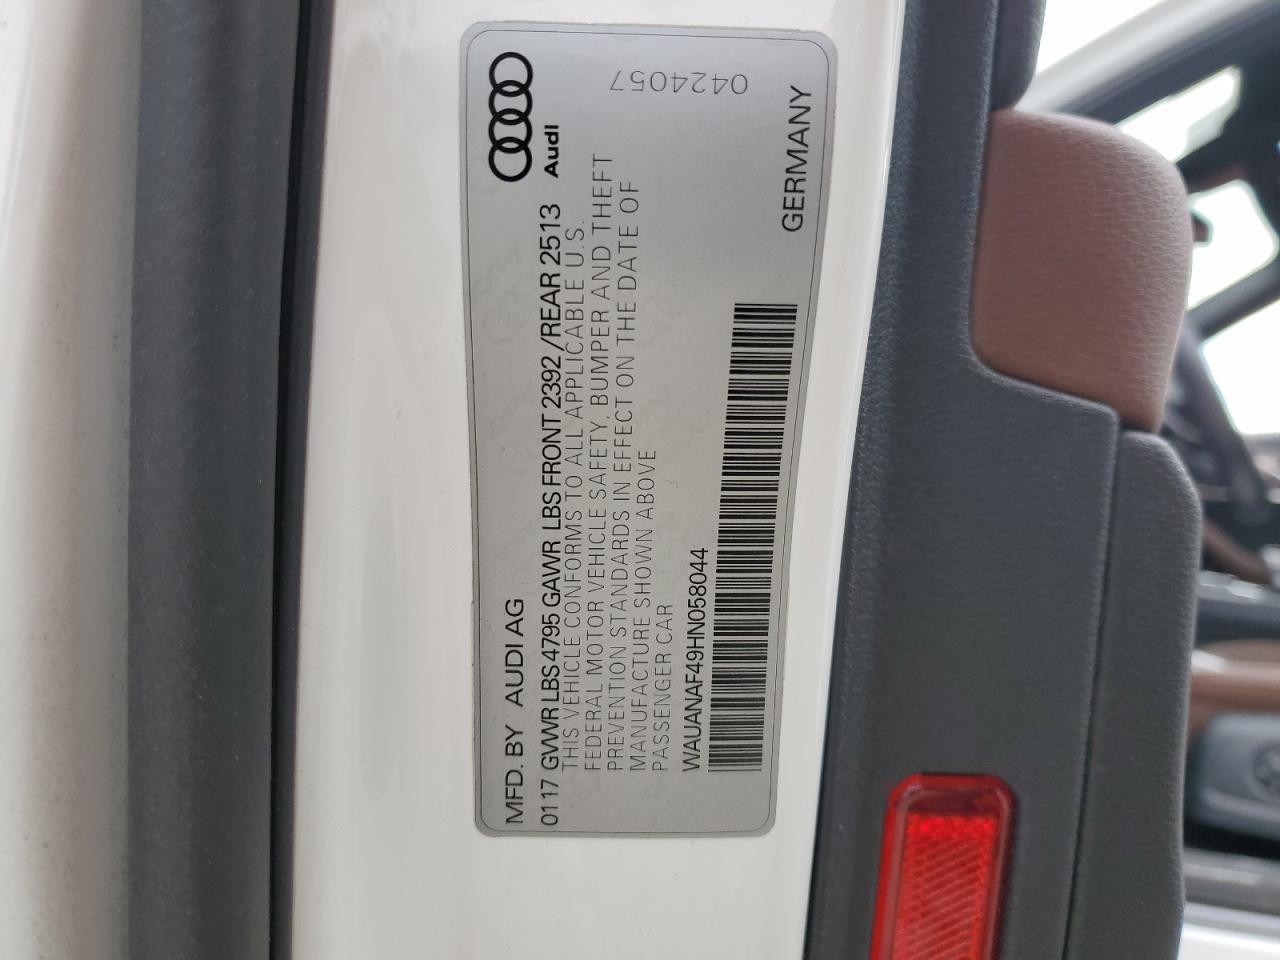 MFD. BY AUDI AG
0117 GVWR LBS 4795 GAWR LBS FRONT 2392 /REAR 2513
Audi
THIS VEHICLE CONFORMS TO ALL APPLICABLE U.S.
FEDERAL MOTOR VEHICLE SAFETY, BUMPER AND THEFT
PREVENTION STANDARDS IN EFFECT ON THE DATE OF
MANUFACTURE SHOWN ABOVE
PASSENGER CAR
WAUANAF49HN058044
GERMANY
0424057